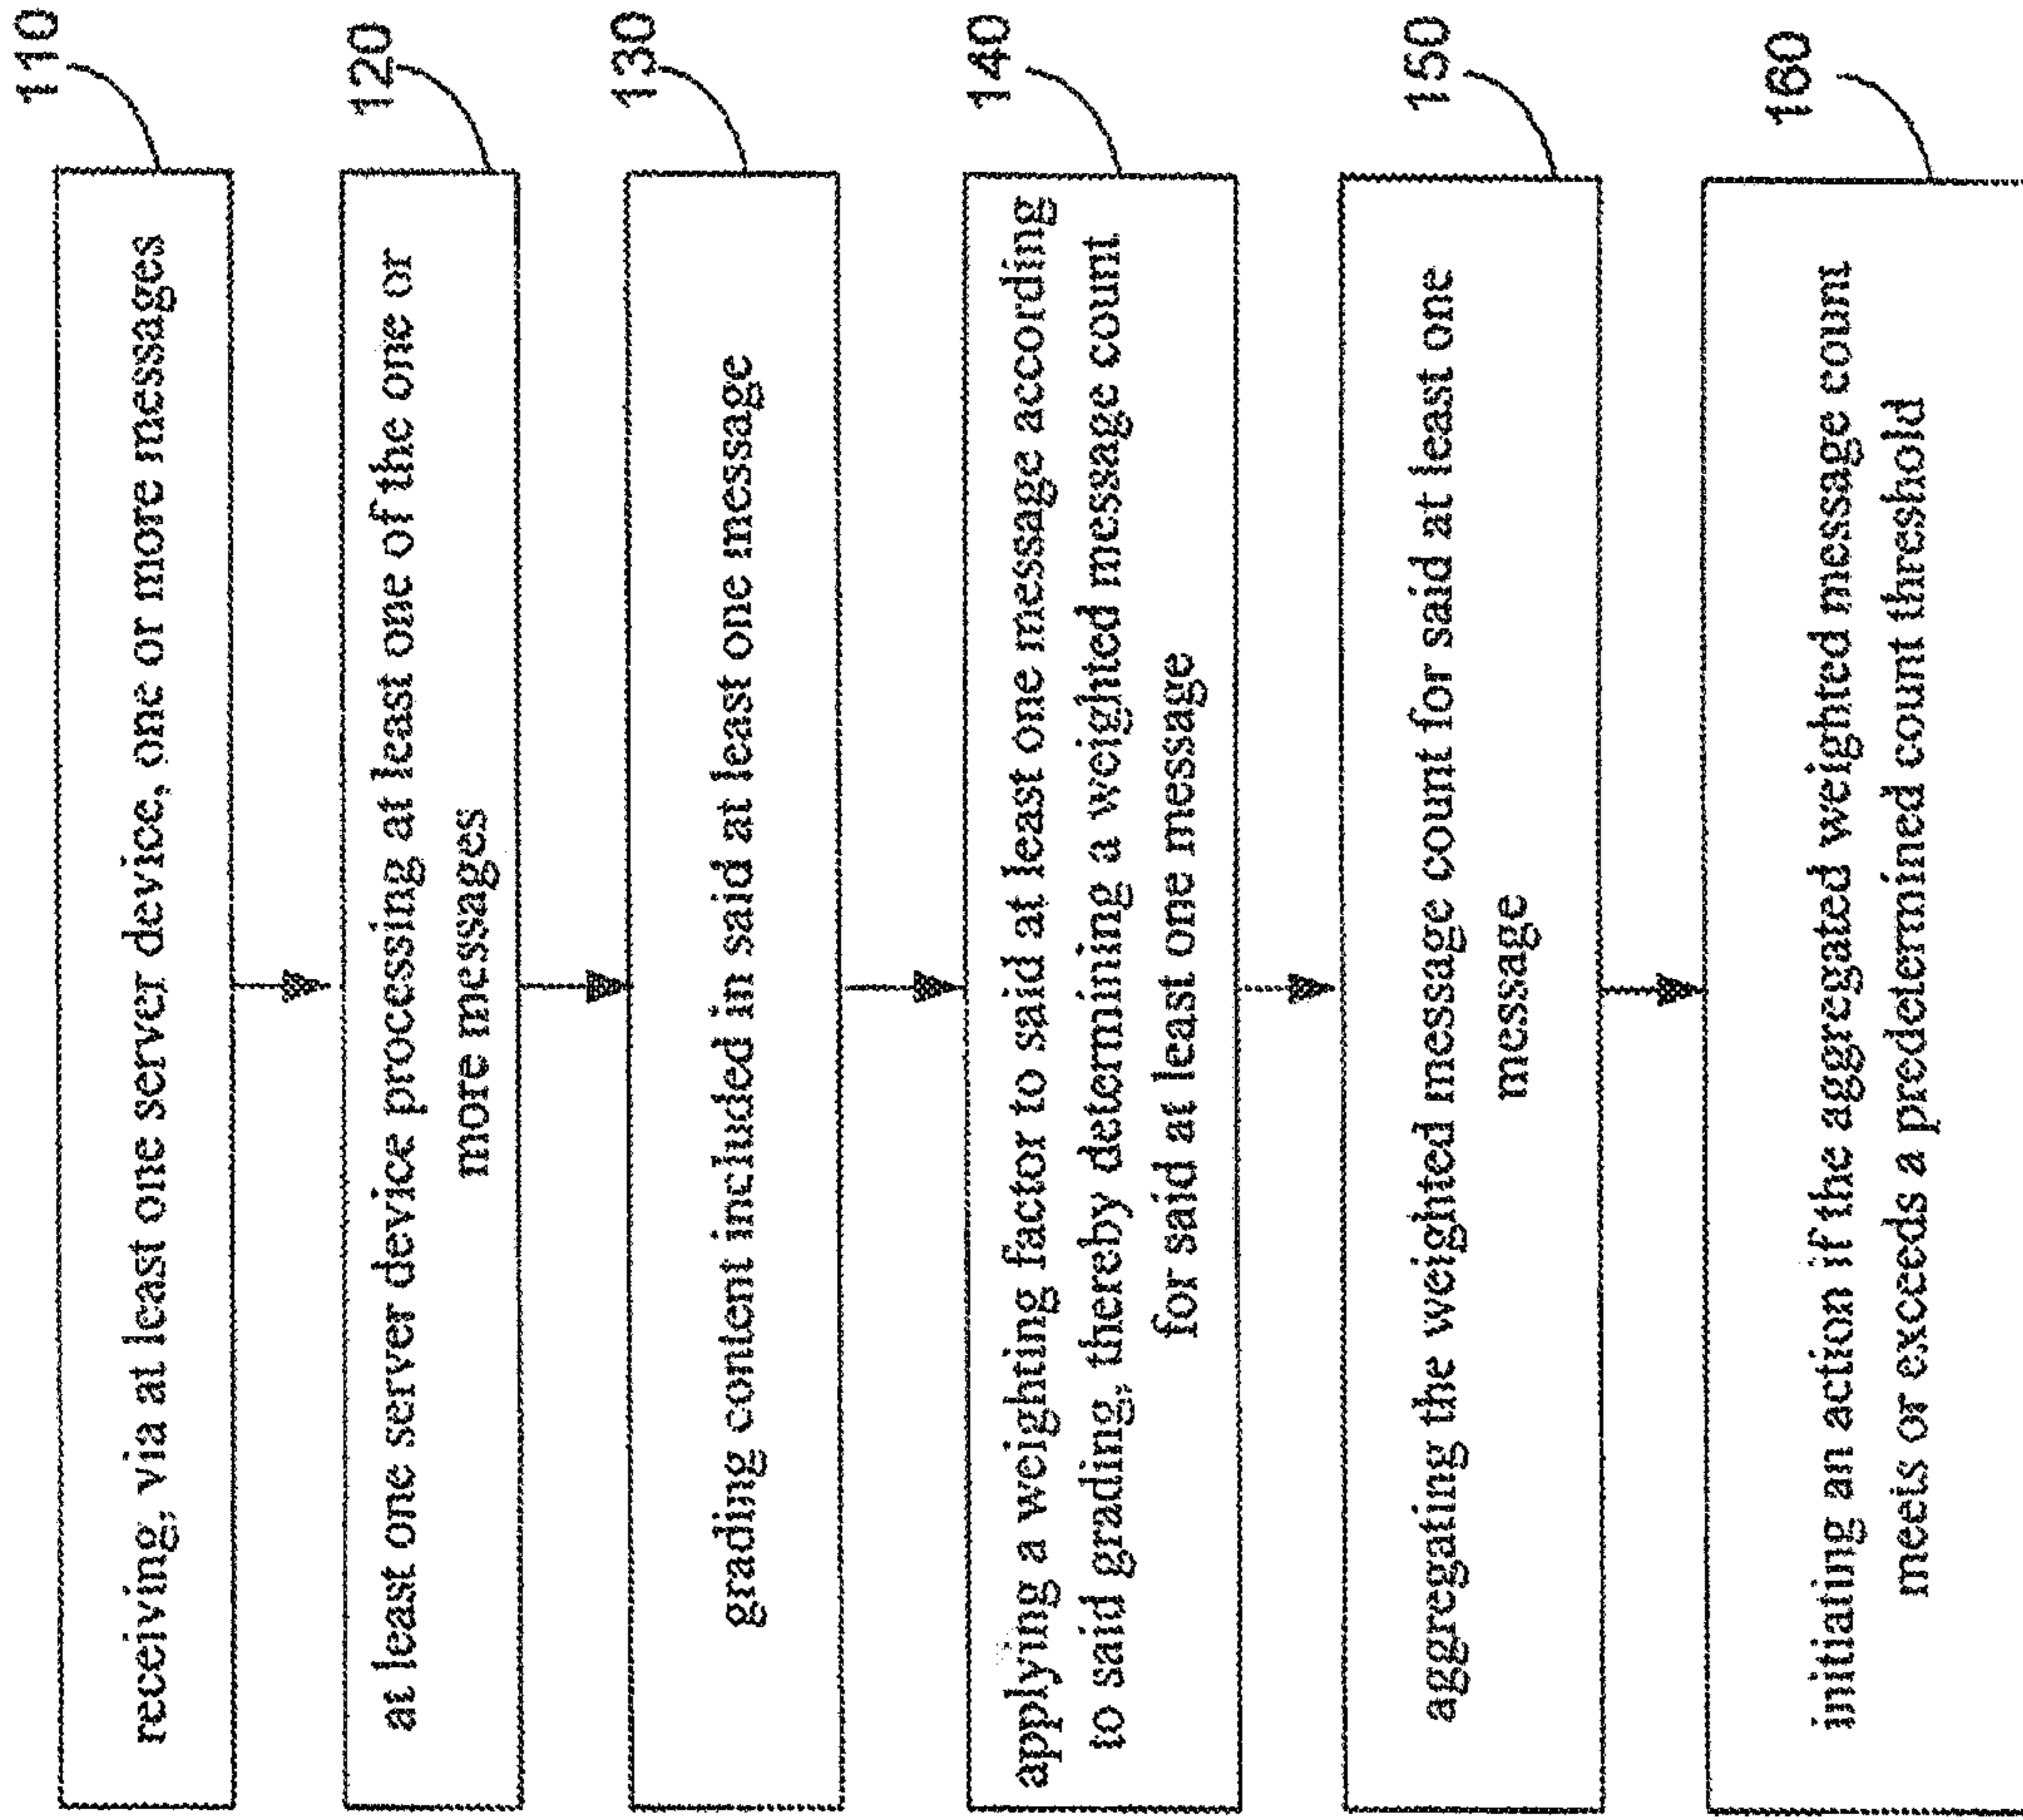 110
receiving, via at least one server device, one or more messages
120
at least one server device processing at least one of the one or
more messages
130
grading content included in said at least one message
140
applying a weighting factor to said at least one message according
to said grading, thereby determining a weighted message count
for said at least one message
150
aggregating the weighted message count for said at least one
message
160
initiating an action if the aggregated weighted message count
meets or exceeds a predetermined count threshold